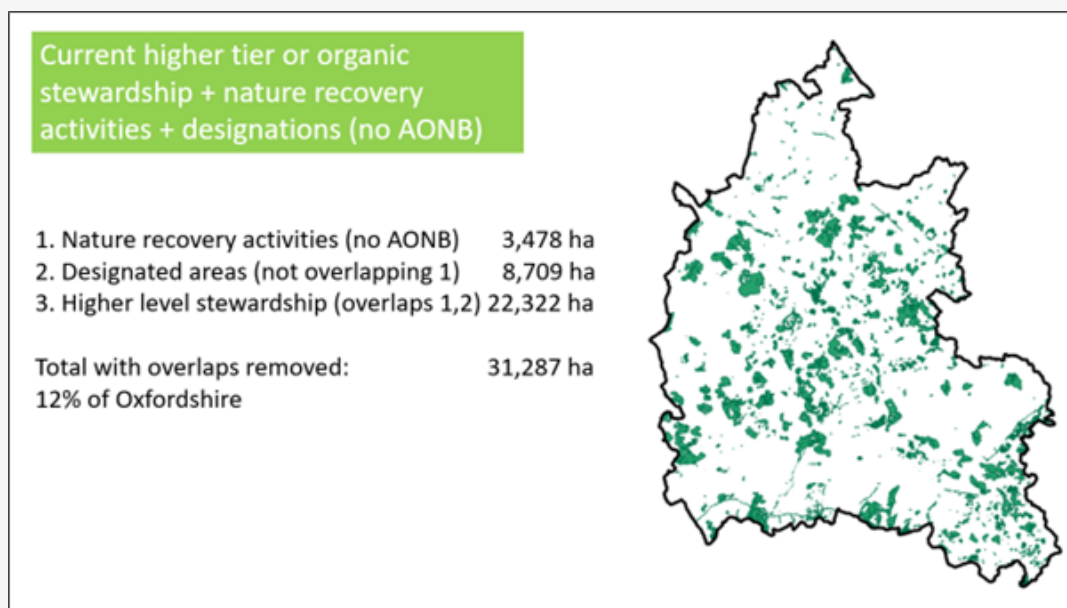 Current higher tier or organic
stewardship + nature recovery
activities + designations (no AONB)
1. Nature recovery activities (no AONB) 3,478 ha
2. Designated areas (not overlapping 1) 8,709 ha
3. Higher level stewardship (overlaps 1,2) 22,322 ha
Total with overlaps removed: 31,287 ha
12% of Oxfordshire